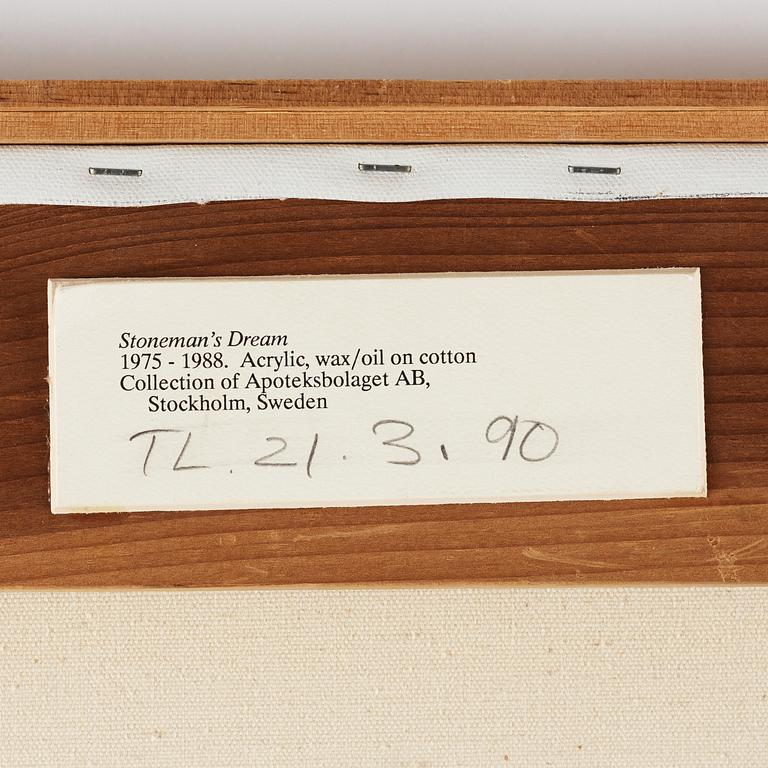 Stoneman's Dream
1975 - 1988. Acrylic, wax/oil on cotton
Collection of Apoteksbolaget AB,
Stockholm, Sweden
TL. 21. 3. 90